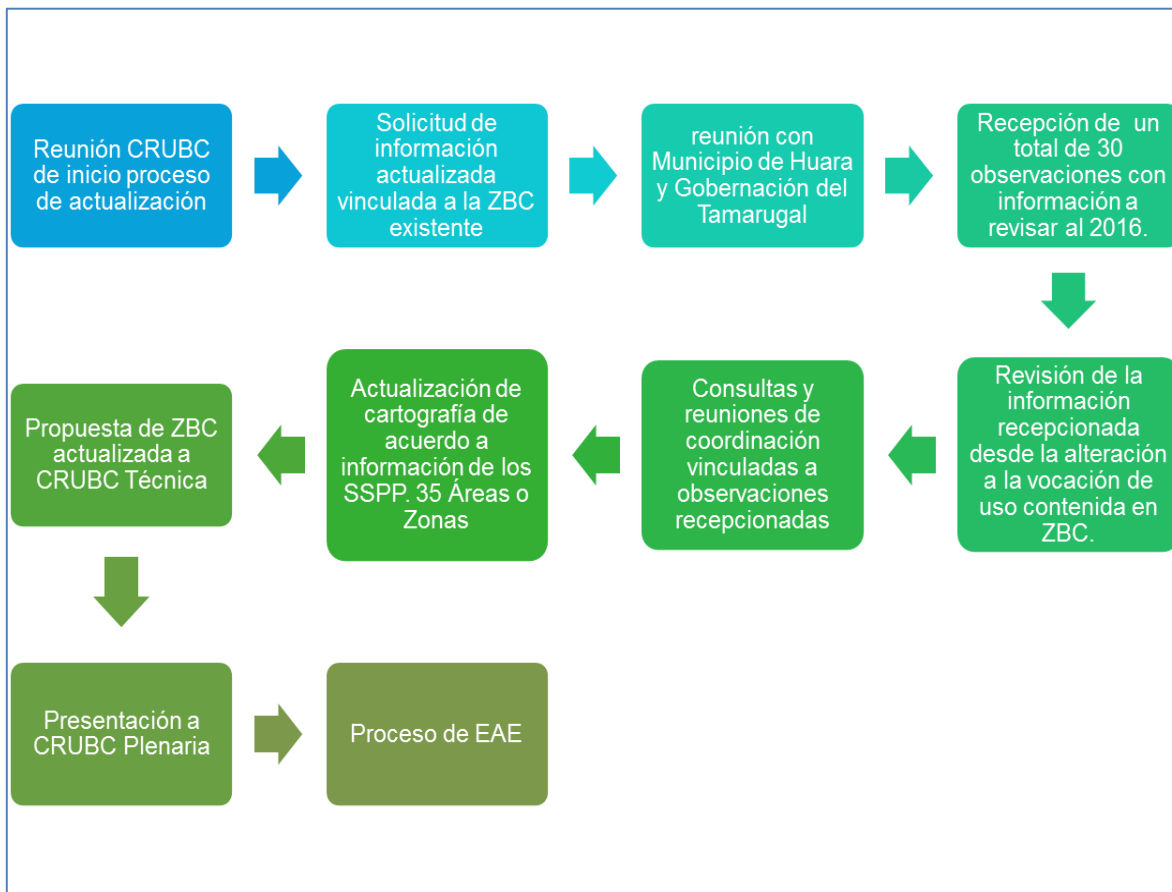 Reunión CRUBC
de inicio proceso
de actualización
Solicitud de
información
actualizada
vinculada a la ZBC
existente
reunión con
Municipio de Huara
y Gobernación del
Tamarugal
Recepción de  un
total de 30
observaciones con
información a
revisar al 2016.
Revisión de la
información
recepcionada
desde la alteración
a la vocación de
uso contenida en
ZBC.
Consultas y
reuniones de
coordinación
vinculadas a
observaciones
recepcionadas
Actualización de
cartografía de
acuerdo a
información de los
SSPP. 35 Áreas o
Zonas
Propuesta de ZBC
actualizada a
CRUBC Técnica
Presentación a
CRUBC Plenaria
Proceso de EAE